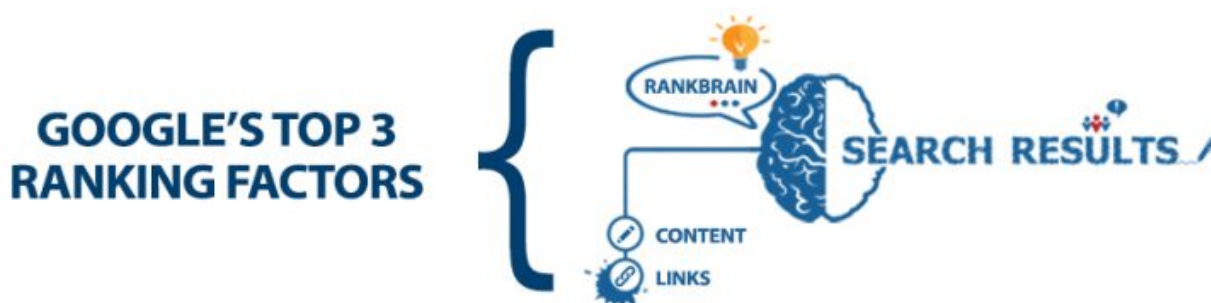 GOOGLE'S TOP 3
RANKING FACTORS
RANKBRAIN
SEARCH RESULTS
CONTENT
LINKS